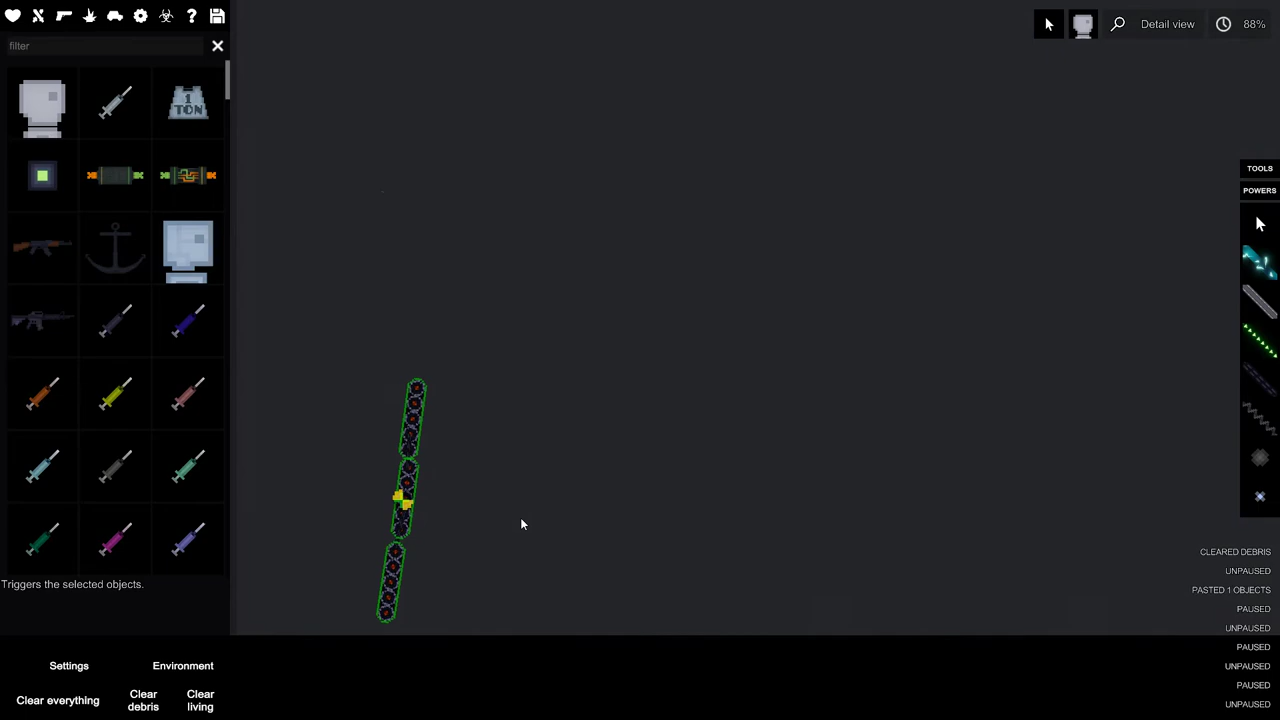 Detail view
88%
filter
1
TON
TOOLS
POWERS
Triggers the selected objects.
CLEARED DEBRIS
UNPAUSED
PASTED 1 OBJECTS
PAUSED
UNPAUSED
PAUSED
UNPAUSED
PAUSED
UNPAUSED
Settings
Environment
Clear everything
Clear debris
Clear living